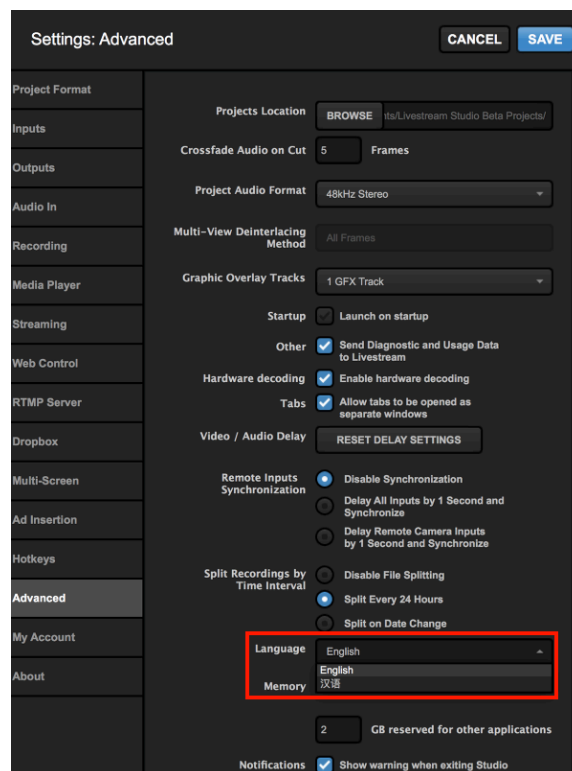 Settings: Advanced
CANCEL
SAVE
Project Format
Inputs
Outputs
Audio In
Recording
Media Player
Streaming
Web Control
RTMP Server
Dropbox
Multi-Screen
Ad Insertion
Hotkeys
Advanced
My Account
About
Projects Location
BROWSE
nts/Livestream Studio Beta Projects/
Crossfade Audio on Cut
5
Frames
Project Audio Format
48kHz Stereo
Multi-View Deinterlacing
Method
All Frames
Graphic Overlay Tracks
1 GFX Track
Startup
Launch on startup
Other
Send Diagnostic and Usage Data
to Livestream
Hardware decoding
Enable hardware decoding
Tabs
Allow tabs to be opened as
separate windows
Video / Audio Delay
RESET DELAY SETTINGS
Remote Inputs
Synchronization
Disable Synchronization
Delay All Inputs by 1 Second and
Synchronize
Delay Remote Camera Inputs
by 1 Second and Synchronize
Split Recordings by
Time Interval
Disable File Splitting
Split Every 24 Hours
Split on Date Change
Language
English
English
汉语
Memory
2
GB reserved for other applications
Notifications
Show warning when exiting Studio